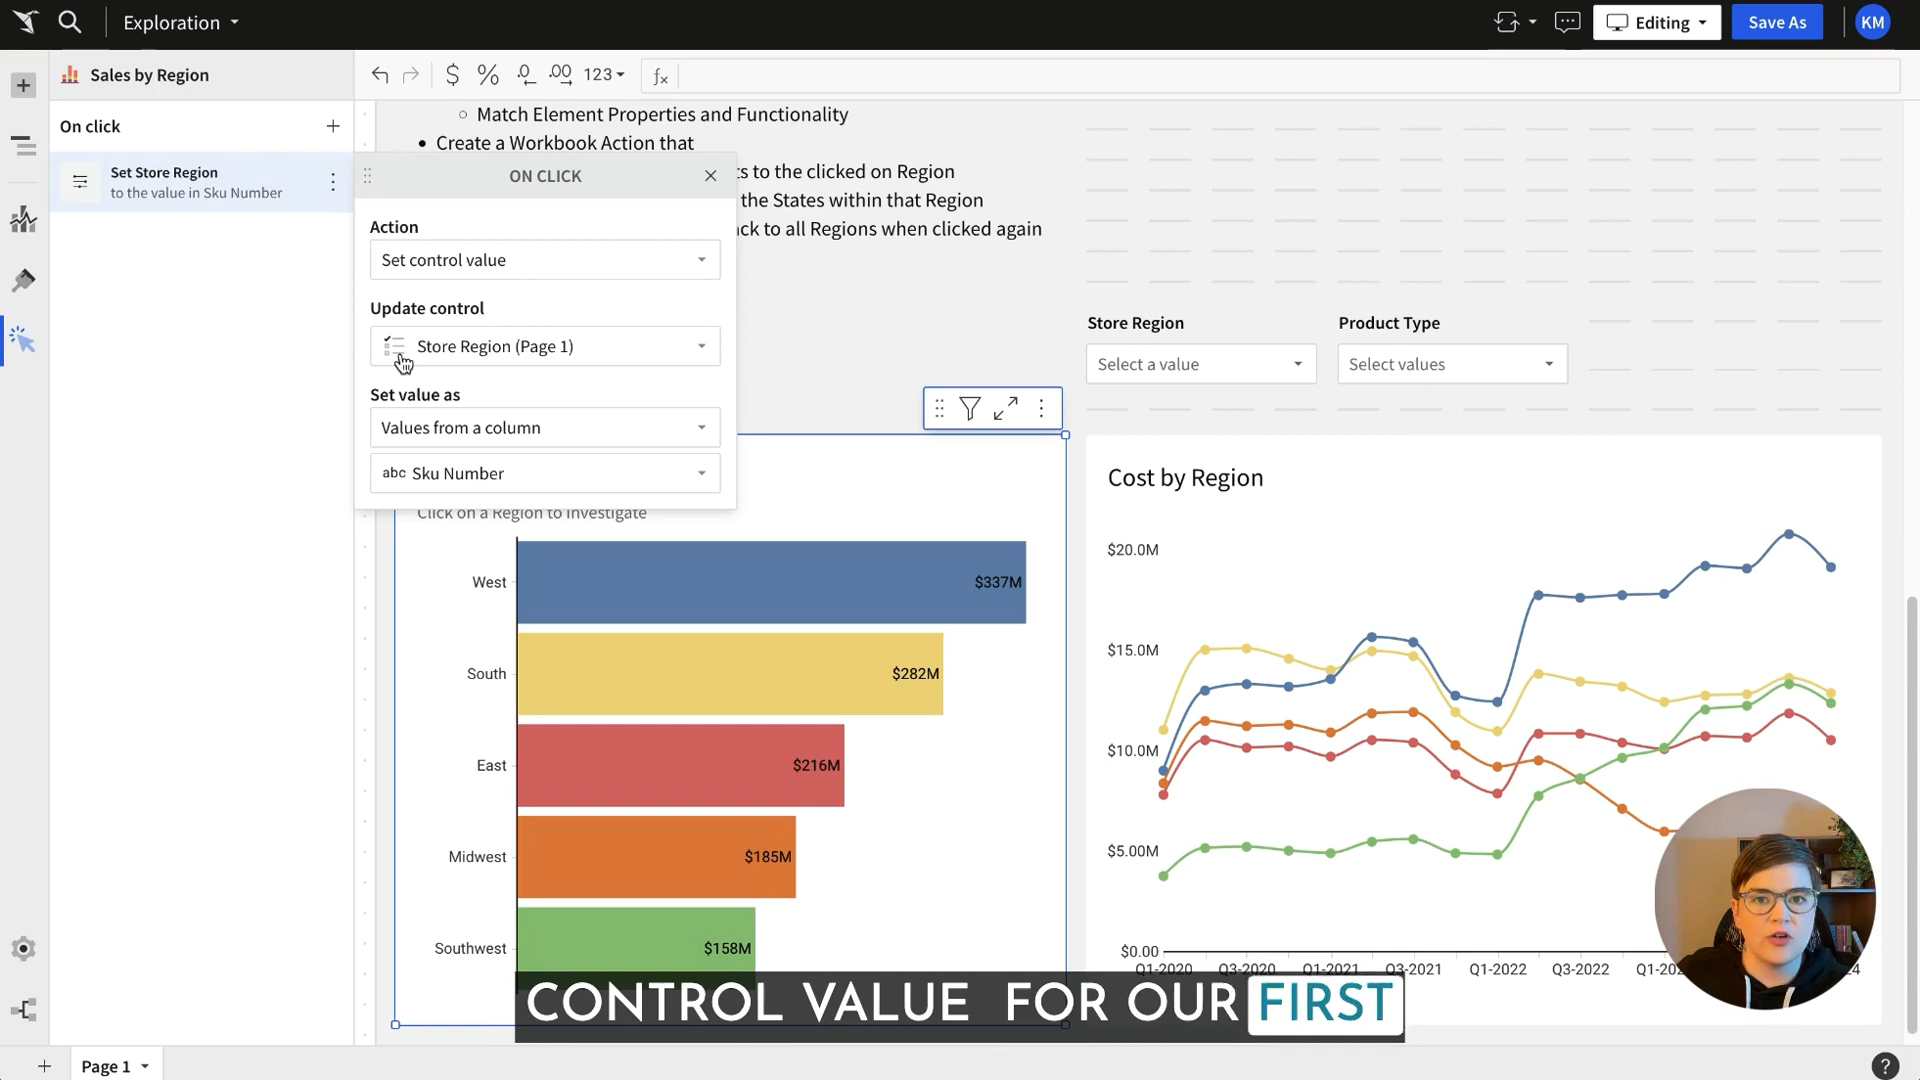 Exploration
Editing
Save As
KM
Sales by Region
$ % .0 .00 123
fx
On click
Set Store Region
to the value in Sku Number
Match Element Properties and Functionality
Create a Workbook Action that
ts to the clicked on Region
the States within that Region
ck to all Regions when clicked again
ON CLICK
Action
Set control value
Update control
Store Region (Page 1)
Set value as
Values from a column
abc Sku Number
Store Region
Select a value
Product Type
Select values
Click on a Region to Investigate
West
$337M
South
$282M
East
$216M
Midwest
$185M
Southwest
$158M
Cost by Region
$20.0M
$15.0M
$10.0M
$5.00M
$0.00
Q1-2020 Q3-2020 Q1-2021 Q3-2021 Q1-2022 Q3-2022
CONTROL VALUE FOR OUR FIRST
Page 1
?